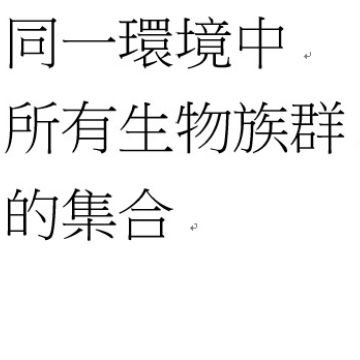 同一環境中
所有生物族群
的集合